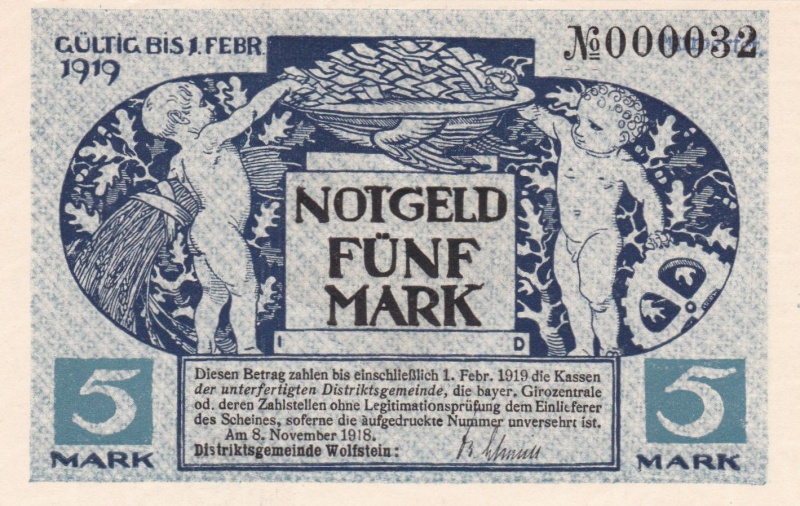 GÜLTIG BIS 1. FEBR.
1919
№000032
NOTGELD
FÜNF
MARK
I D
Diesen Betrag zahlen bis einschließlich 1. Febr. 1919 die Kassen
der unterfertigten Distriktsgemeinde, die bayer. Girozentrale
od. deren Zahlstellen ohne Legitimationsprüfung dem Einlieferer
des Scheines, soferne die aufgedruckte Nummer unversehrt ist.
Am 8. November 1918.
Distriktsgemeinde Wolfstein:
5
MARK
5
MARK